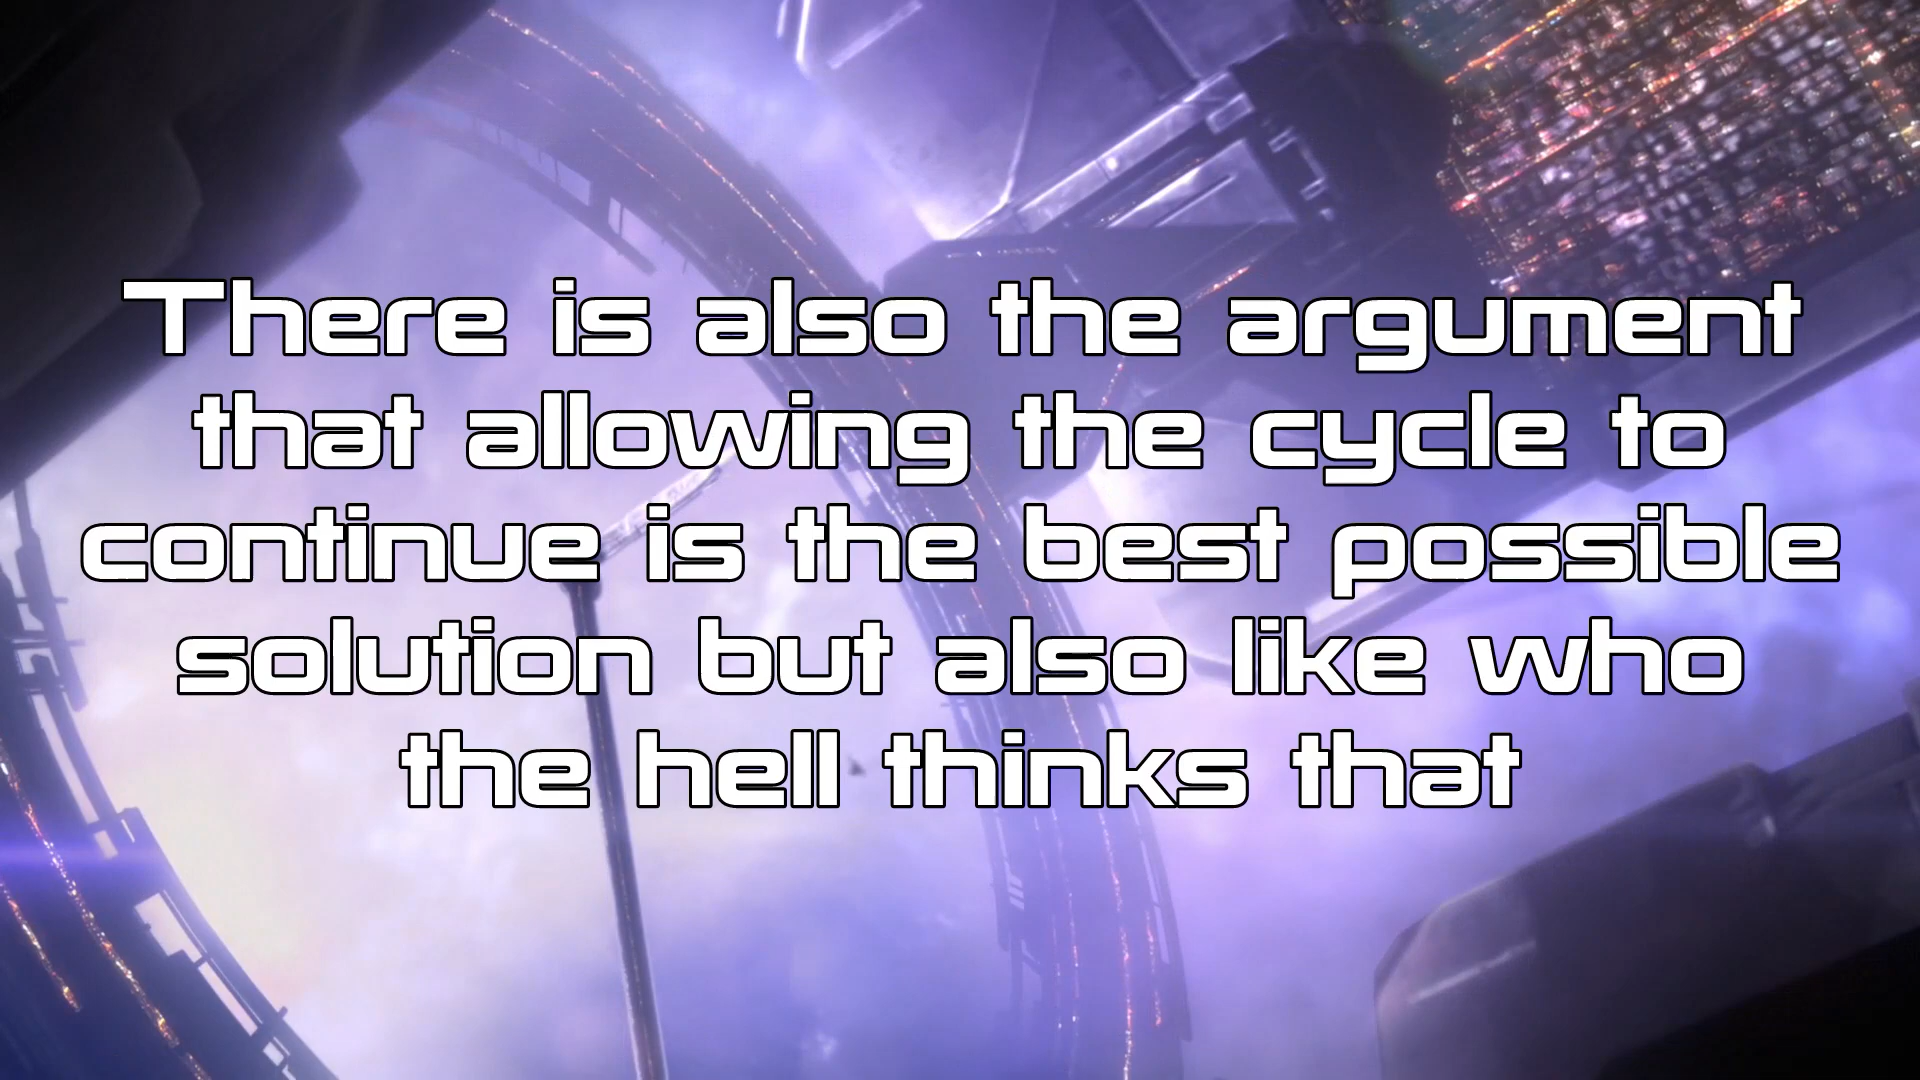 There is also the argument
that allowing the cycle to
continue is the best possible
solution but also like who
the hell thinks that